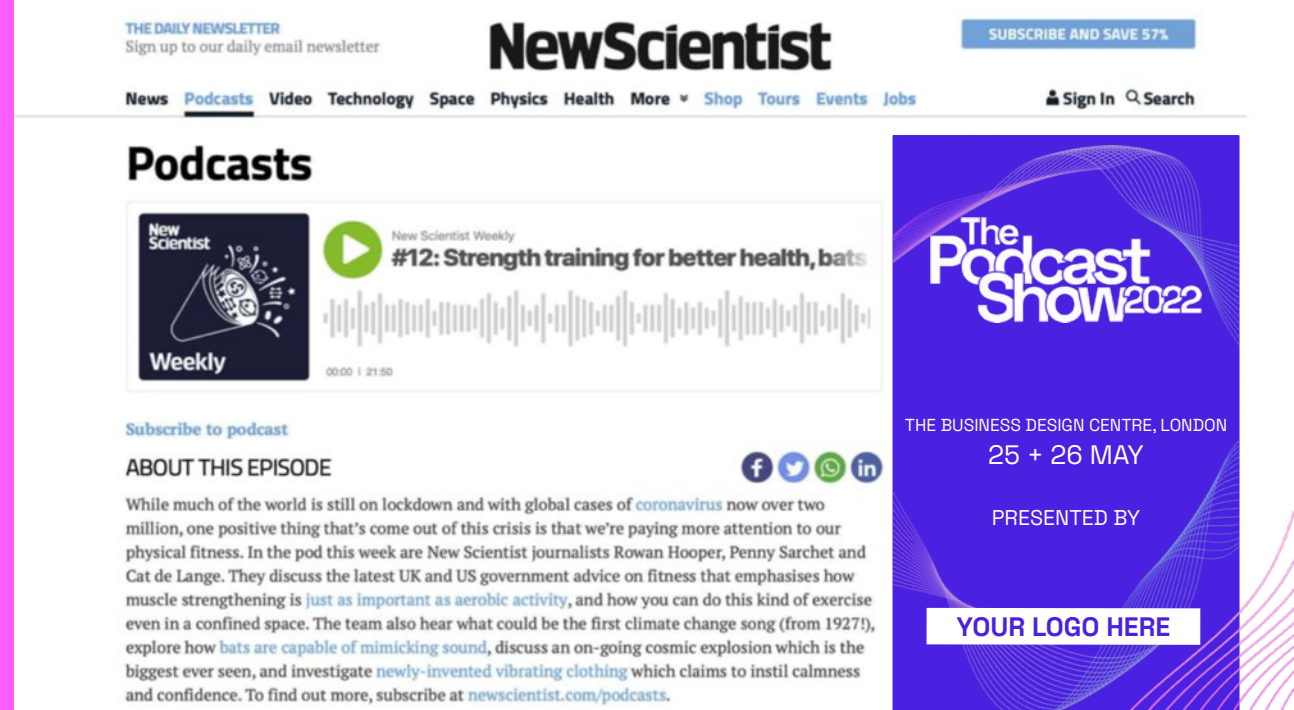 THE DAILY NEWSLETTER
Sign up to our daily email newsletter
NewScientist
SUBSCRIBE AND SAVE 57%
News Podcasts Video Technology Space Physics Health More Shop Tours Events Jobs
Sign In Search
Podcasts
New
Scientist
Weekly
New Scientist Weekly
#12: Strength training for better health, bats
00:00 | 21:50
Subscribe to podcast
ABOUT THIS EPISODE
While much of the world is still on lockdown and with global cases of coronavirus now over two
million, one positive thing that's come out of this crisis is that we're paying more attention to our
physical fitness. In the pod this week are New Scientist journalists Rowan Hooper, Penny Sarchet and
Cat de Lange. They discuss the latest UK and US government advice on fitness that emphasises how
muscle strengthening is just as important as aerobic activity, and how you can do this kind of exercise
even in a confined space. The team also hear what could be the first climate change song (from 1927!),
explore how bats are capable of mimicking sound, discuss an on-going cosmic explosion which is the
biggest ever seen, and investigate newly-invented vibrating clothing which claims to instil calmness
and confidence. To find out more, subscribe at newscientist.com/podcasts.
The
Podcast
Show2022
THE BUSINESS DESIGN CENTRE, LONDON
25 + 26 MAY
PRESENTED BY
YOUR LOGO HERE